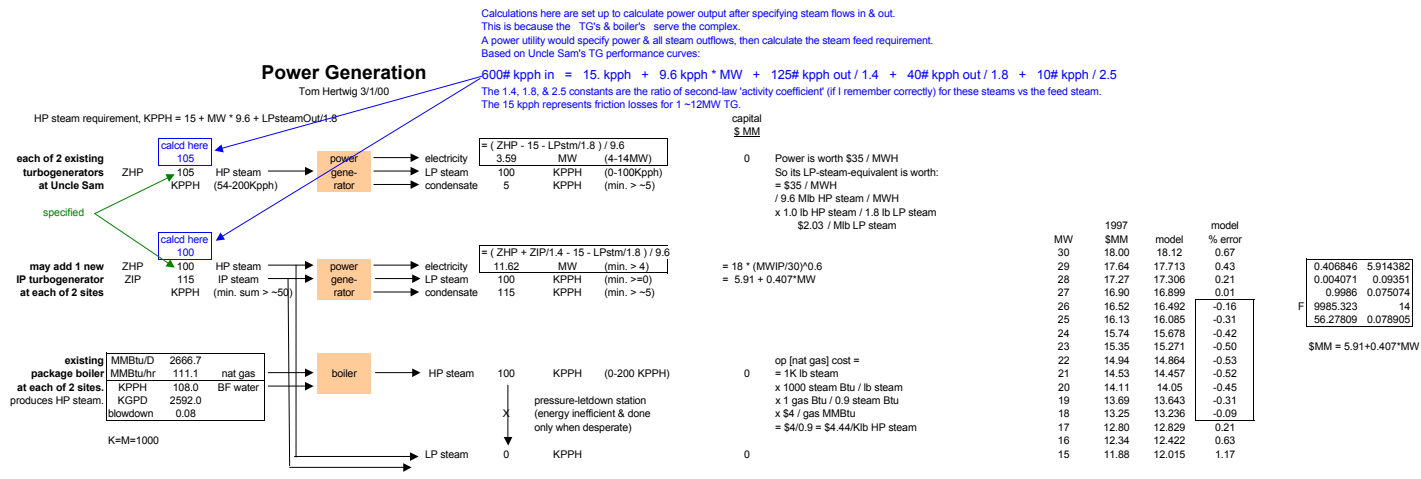 Calculations here are set up to calculate power output after specifying steam flows in & out.
This is because the TG's & boiler's serve the complex.
A power utility would specify power & all steam outflows, then calculate the steam feed requirement.
Based on Uncle Sam's TG performance curves:
Power Generation
600# kpph in = 15. kpph + 9.6 kpph * MW + 125# kpph out / 1.4 + 40# kpph out / 1.8 + 10# kpph / 2.5
Tom Hertwig 3/1/00
The 1.4, 1.8, & 2.5 constants are the ratio of second-law 'activity coefficient' (if I remember correctly) for these steams vs the feed steam.
The 15 kpph represents friction losses for 1 ~12MW TG.
HP steam requirement, KPPH = 15 + MW * 9.6 + LPsteamOut/1.8
capital
$ MM
calcd here = ( ZHP - 15 - LPstm/1.8 ) / 9.6
each of 2 existing 105 power electricity 3.59 MW (4-14MW) 0 Power is worth $35 / MWH
turbogenerators ZHP 105 HP steam gene- LP steam 100 KPPH (0-100Kpph) So its LP-steam-equivalent is worth:
at Uncle Sam KPPH (54-200Kpph) rator condensate 5 KPPH (min. > ~5) = $35 / MWH
/ 9.6 Mlb HP steam / MWH
specified x 1.0 lb HP steam / 1.8 lb LP steam
$2.03 / Mlb LP steam 1997 model
calcd here MW $MM model % error
100 = ( ZHP + ZIP/1.4 - 15 - LPstm/1.8 ) / 9.6 30 18.00 18.12 0.67
may add 1 new ZHP 100 HP steam power electricity 11.62 MW (min. > 4) = 18 * (MWIP/30)^0.6 29 17.64 17.713 0.43 0.406846 5.914382
IP turbogenerator ZIP 115 IP steam gene- LP steam 100 KPPH (min. >=0) = 5.91 + 0.407*MW 28 17.27 17.306 0.21 0.004071 0.09351
at each of 2 sites KPPH (min. sum > ~50) rator condensate 115 KPPH (min. > ~5) 27 16.90 16.899 0.01 0.9986 0.075074
26 16.52 16.492 -0.16 F 9985.323 14
25 16.13 16.085 -0.31 56.27809 0.078905
24 15.74 15.678 -0.42
23 15.35 15.271 -0.50 $MM = 5.91+0.407*MW
existing MMBtu/D 2666.7 op [nat gas] cost = 22 14.94 14.864 -0.53
package boiler MMBtu/hr 111.1 nat gas boiler HP steam 100 KPPH (0-200 KPPH) 0 = 1K lb steam 21 14.53 14.457 -0.52
at each of 2 sites. KPPH 108.0 BF water x 1000 steam Btu / lb steam 20 14.11 14.05 -0.45
produces HP steam. KGPD 2592.0 pressure-letdown station x 1 gas Btu / 0.9 steam Btu 19 13.69 13.643 -0.31
blowdown 0.08 X (energy inefficient & done x $4 / gas MMBtu 18 13.25 13.236 -0.09
only when desperate) = $4/0.9 = $4.44/Klb HP steam 17 12.80 12.829 0.21
K=M=1000 16 12.34 12.422 0.63
LP steam 0 KPPH 0 15 11.88 12.015 1.17